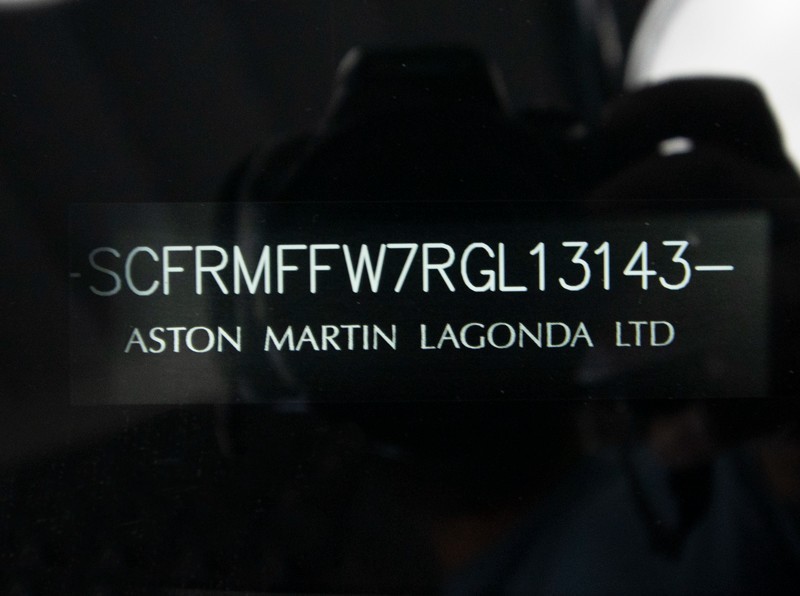 -SCFRMFFW7RGL13143-
ASTON MARTIN LAGONDA LTD